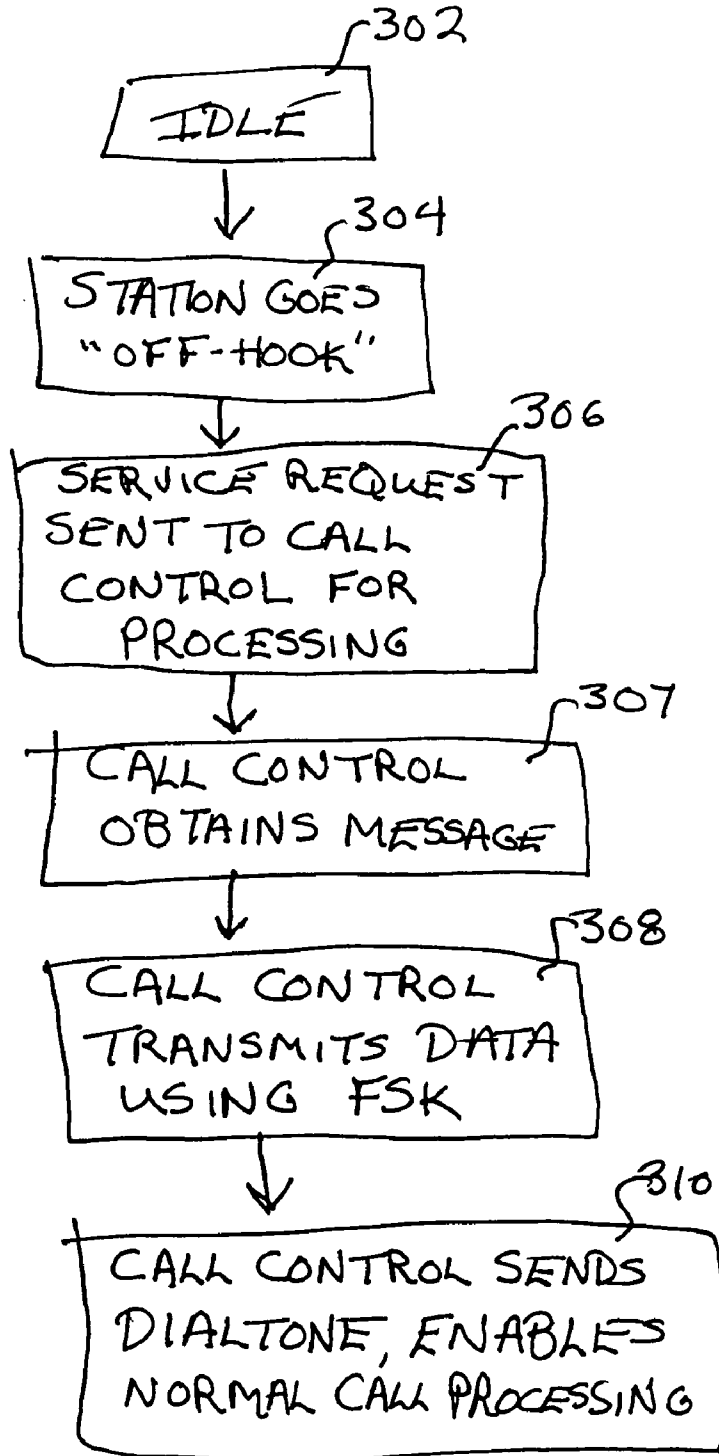 302
IDLE
304
STATION GOES
"OFF-HOOK"
306
SERVICE REQUEST
SENT TO CALL
CONTROL FOR
PROCESSING
307
CALL CONTROL
OBTAINS MESSAGE
308
CALL CONTROL
TRANSMITS DATA
USING FSK
310
CALL CONTROL SENDS
DIALTONE, ENABLES
NORMAL CALL PROCESSING